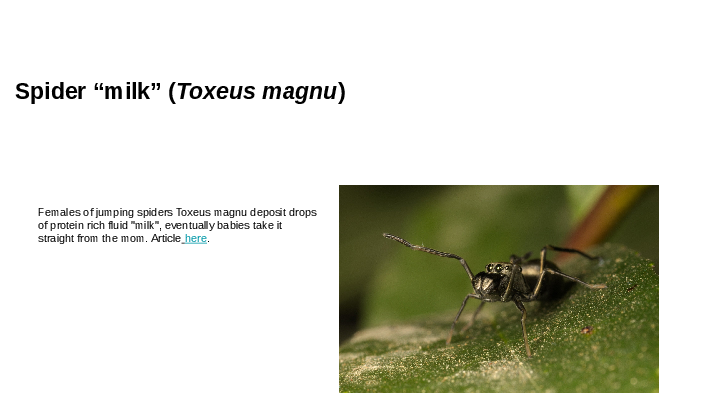 Spider “milk” (Toxeus magnu)
Females of jumping spiders Toxeus magnu deposit drops
of protein rich fluid "milk", eventually babies take it
straight from the mom. Article here.